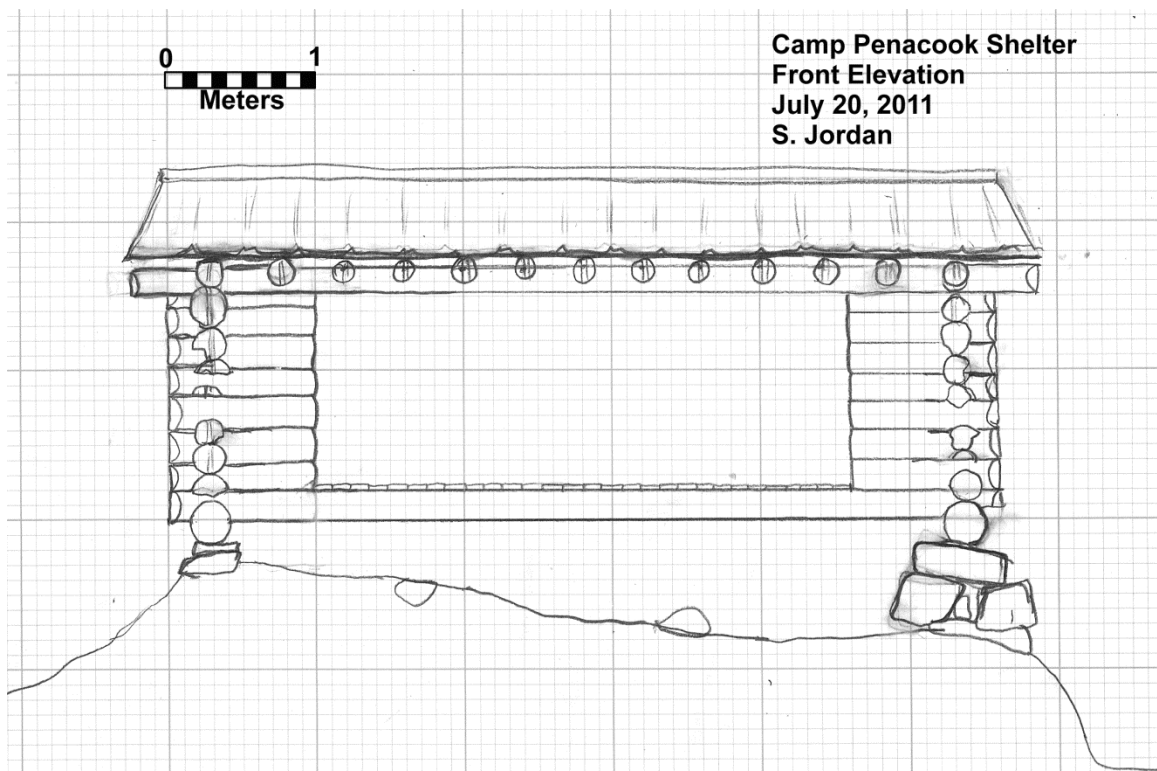 0 1
Meters
Camp Penacook Shelter
Front Elevation
July 20, 2011
S. Jordan